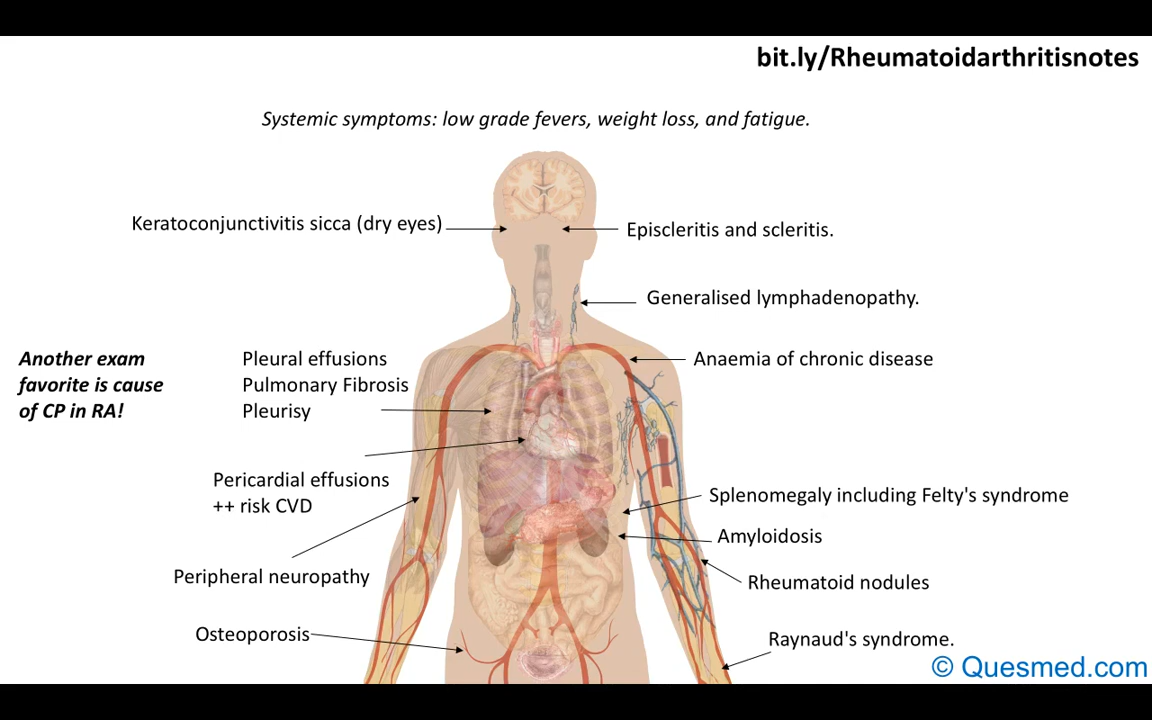 bit.ly/Rheumatoidarthritisnotes
Systemic symptoms: low grade fevers, weight loss, and fatigue.
Keratoconjunctivitis sicca (dry eyes)
Episcleritis and scleritis.
Generalised lymphadenopathy.
Another exam
favorite is cause
of CP in RA!
Pleural effusions
Pulmonary Fibrosis
Pleurisy
Anaemia of chronic disease
Pericardial effusions
++ risk CVD
Splenomegaly including Felty's syndrome
Amyloidosis
Peripheral neuropathy
Rheumatoid nodules
Osteoporosis
Raynaud's syndrome.
© Quesmed.com